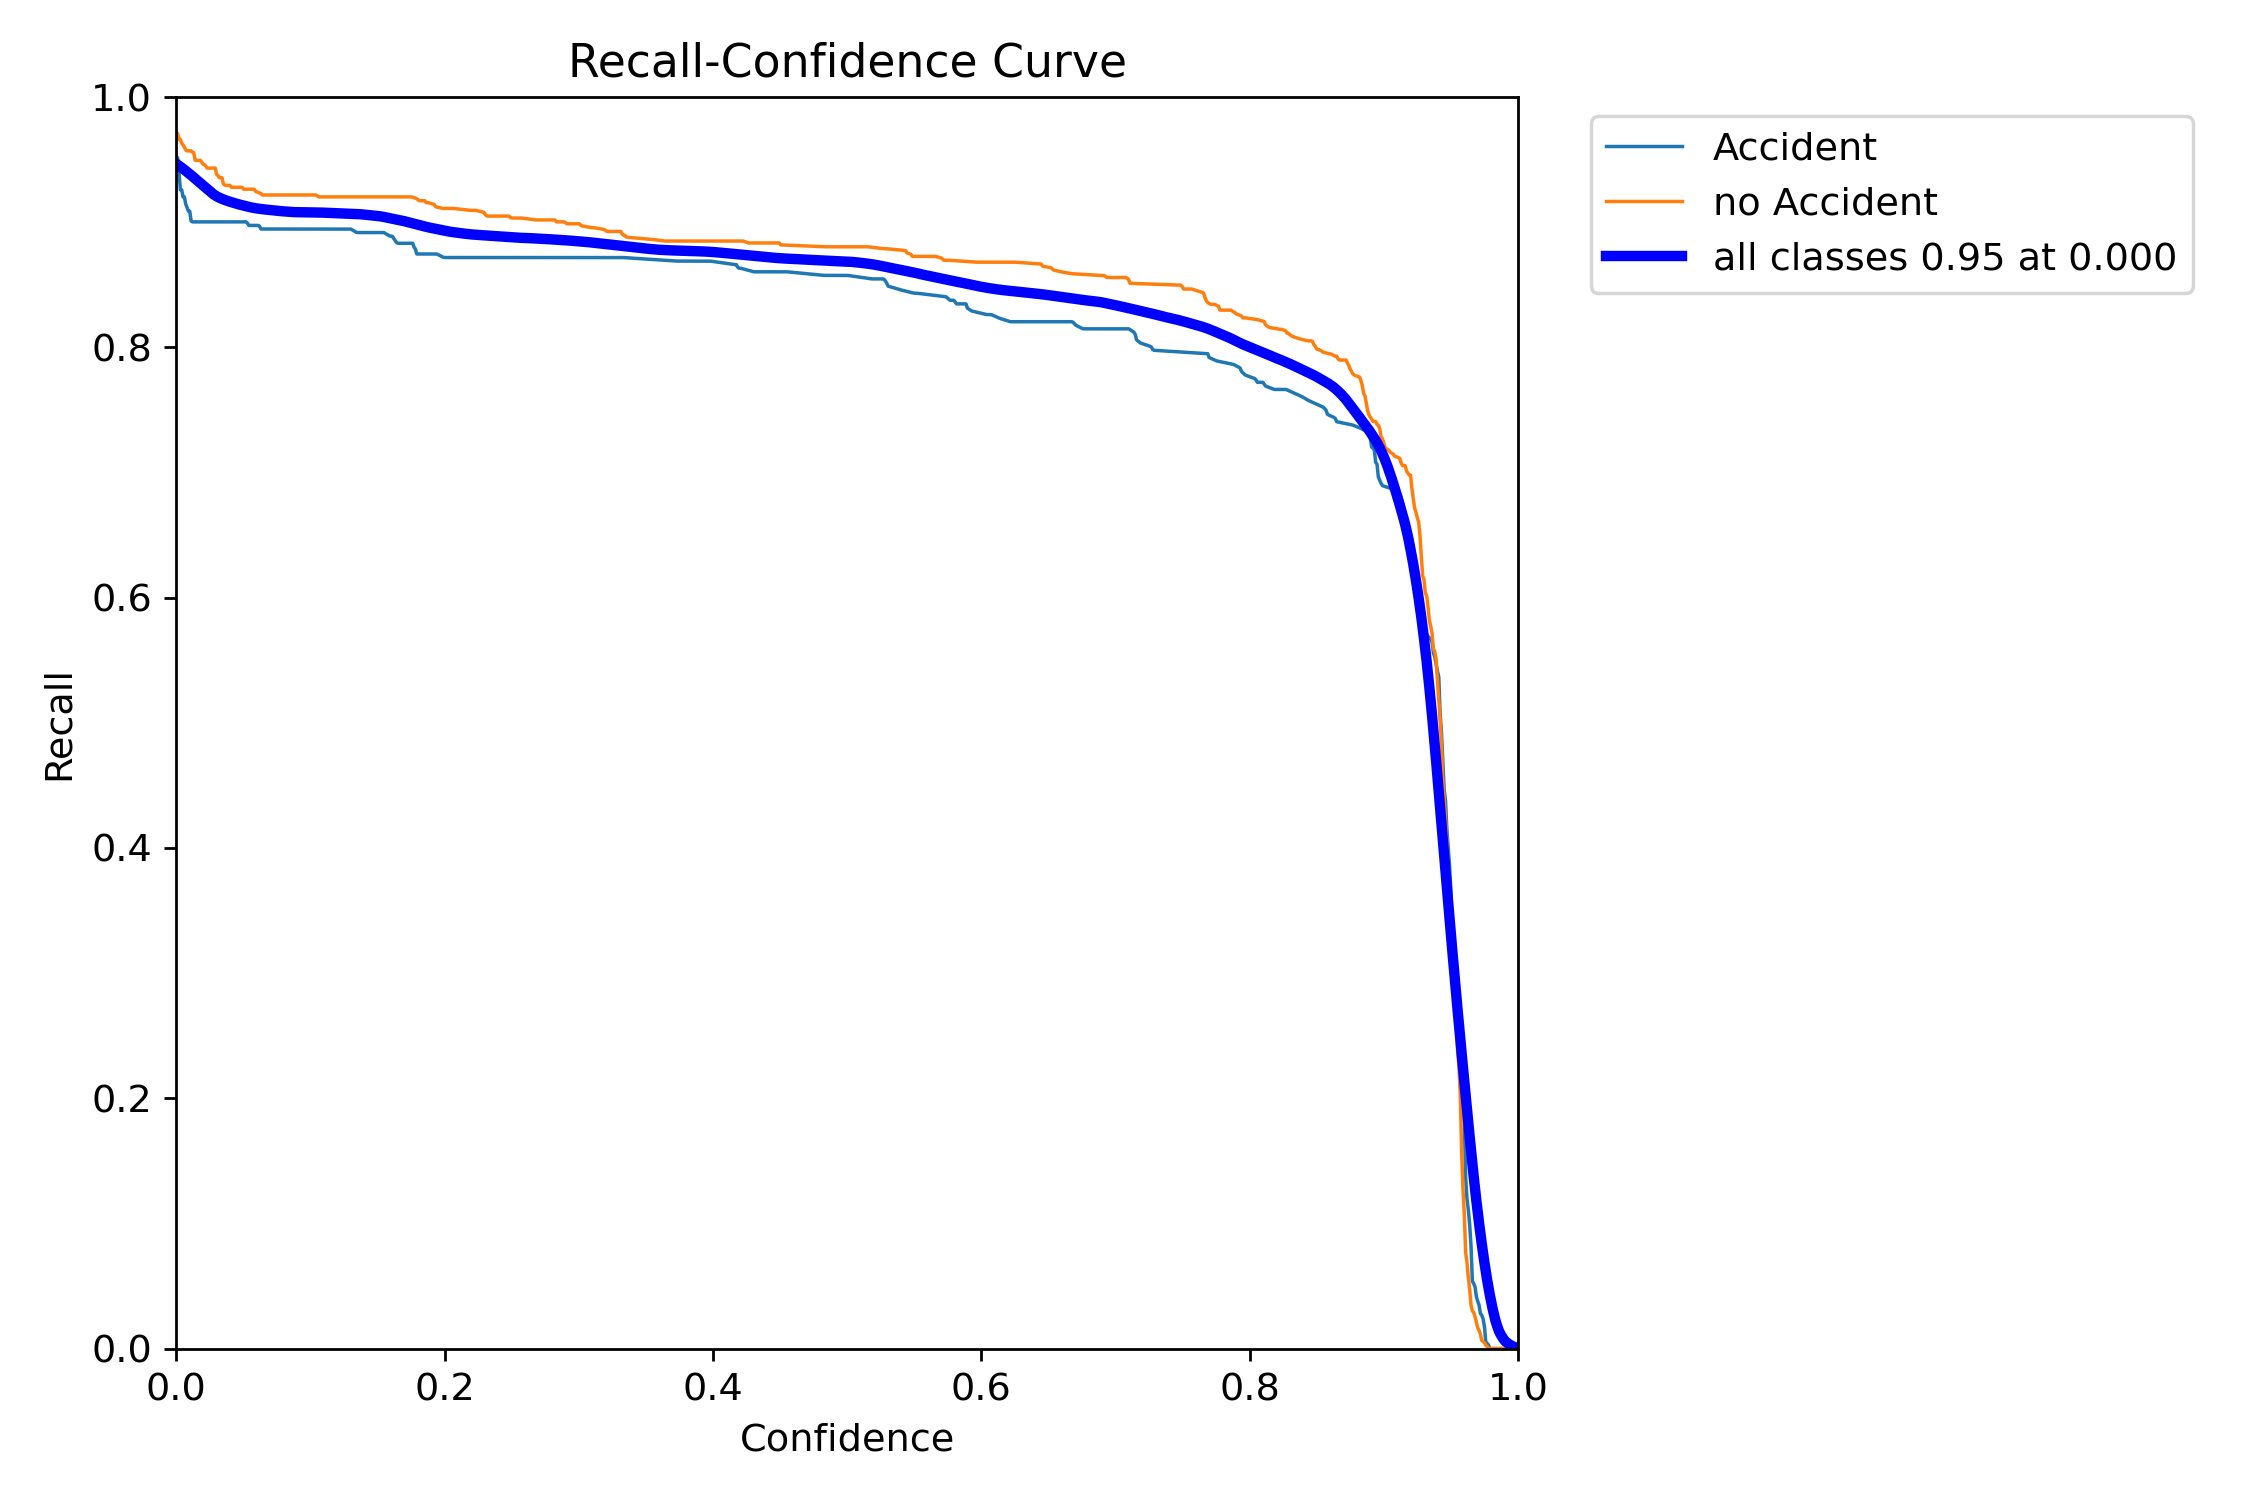 Recall-Confidence Curve
1.0
0.8
0.6
0.4
0.2
0.0
Recall
0.0 0.2 0.4 0.6 0.8 1.0
Confidence
Accident
no Accident
all classes 0.95 at 0.000